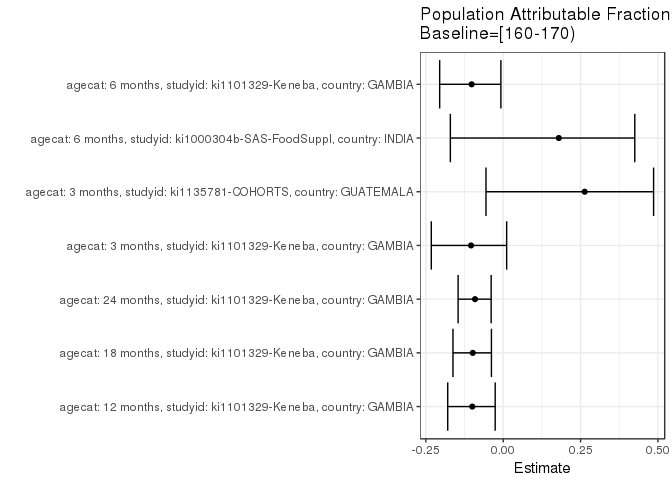 Population Attributable Fraction
Baseline=[160-170)
agecat: 6 months, studyid: ki1101329-Keneba, country: GAMBIA
agecat: 6 months, studyid: ki1000304b-SAS-FoodSuppl, country: INDIA
agecat: 3 months, studyid: ki1135781-COHORTS, country: GUATEMALA
agecat: 3 months, studyid: ki1101329-Keneba, country: GAMBIA
agecat: 24 months, studyid: ki1101329-Keneba, country: GAMBIA
agecat: 18 months, studyid: ki1101329-Keneba, country: GAMBIA
agecat: 12 months, studyid: ki1101329-Keneba, country: GAMBIA
-0.25 0.00 0.25 0.50
Estimate